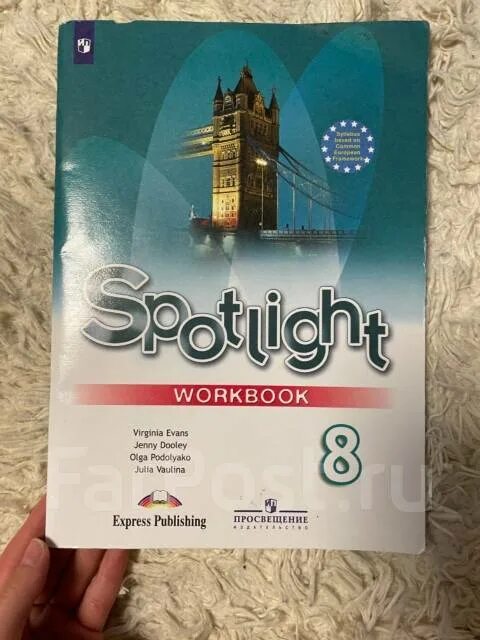 Syllabus
based on
Common
European
Framework
Spotlight
WORKBOOK
Virginia Evans
Jenny Dooley
Olga Podolyako
Julia Vaulina
8
FarPost.ru
Express Publishing
ПРОСВЕЩЕНИЕ
ИЗДАТЕЛЬСТВО